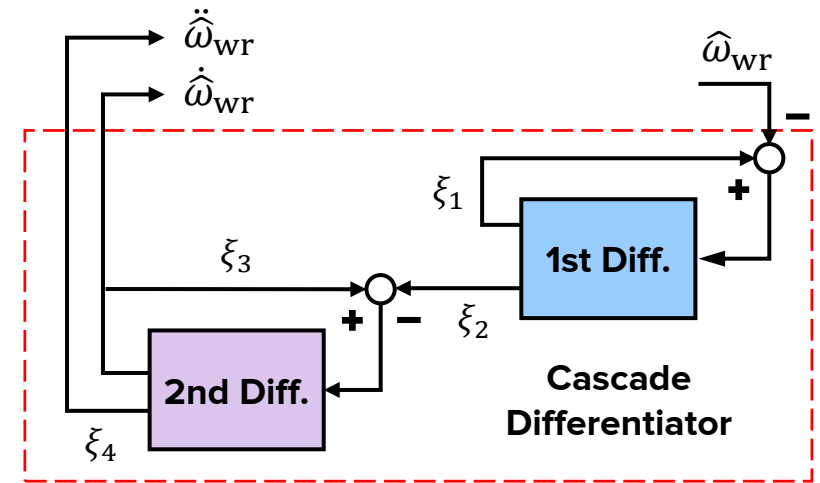 ω̈̂wr
ω̇̂wr
ω̂wr
−
+
ξ1
1st Diff.
ξ3
ξ2
+ −
2nd Diff.
ξ4
Cascade
Differentiator